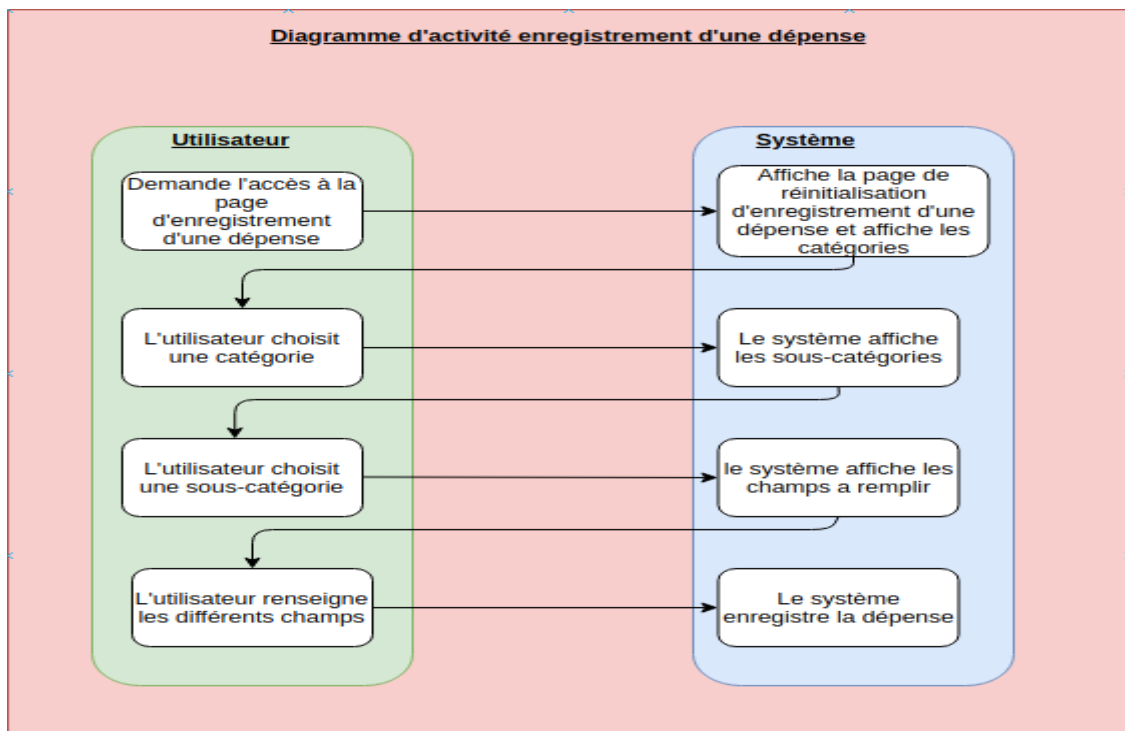 Diagramme d'activité enregistrement d'une dépense
Utilisateur
Système
Demande l'accès à la
page
d'enregistrement
d'une dépense
Affiche la page de
réinitialisation
d'enregistrement d'une
dépense et affiche les
catégories
L'utilisateur choisit
une catégorie
Le système affiche
les sous-catégories
L'utilisateur choisit
une sous-catégorie
le système affiche les
champs a remplir
L'utilisateur renseigne
les différents champs
Le système
enregistre la dépense